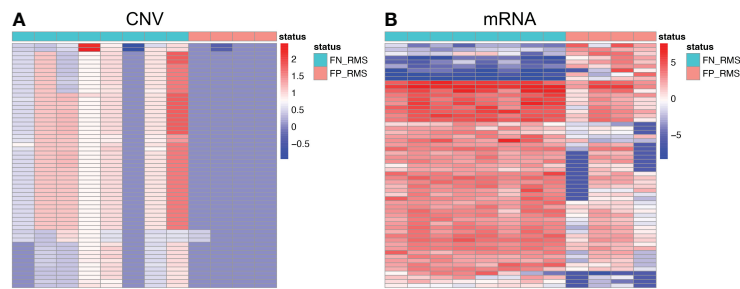 A CNV
status
status
FN_RMS
FP_RMS
2
1.5
1
0.5
0
−0.5
B mRNA
status
status
FN_RMS
FP_RMS
5
0
−5